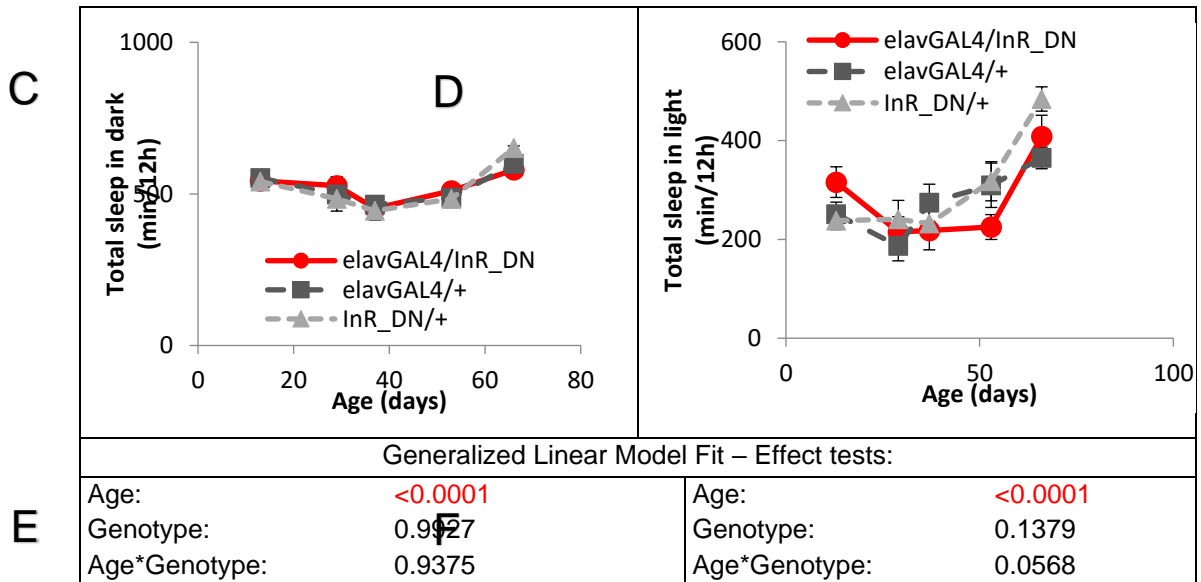 C
1000
500
0
Total sleep in dark
(min/12h)
D
elavGAL4/InR_DN
elavGAL4/+
InR_DN/+
0 20 40 60 80
Age (days)
600
400
200
0
Total sleep in light
(min/12h)
elavGAL4/InR_DN
elavGAL4/+
InR_DN/+
0 50 100
Age (days)
Generalized Linear Model Fit – Effect tests:
E
Age: <0.0001
Genotype: 0.9927
Age*Genotype: 0.9375
F
Age: <0.0001
Genotype: 0.1379
Age*Genotype: 0.0568